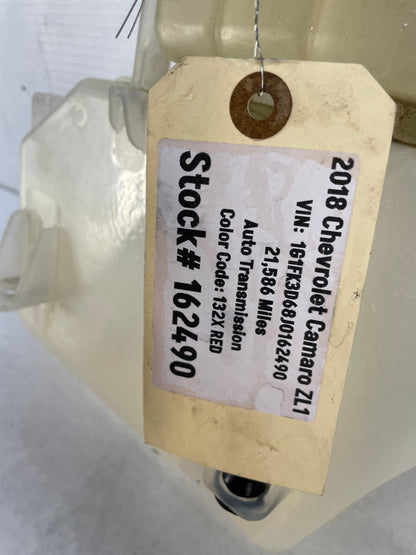 2018 Chevrolet Camaro ZL1
VIN: 1G1FK3D68J0162490
21,586 Miles
Auto Transmission
Color Code: 132X RED
Stock# 162490